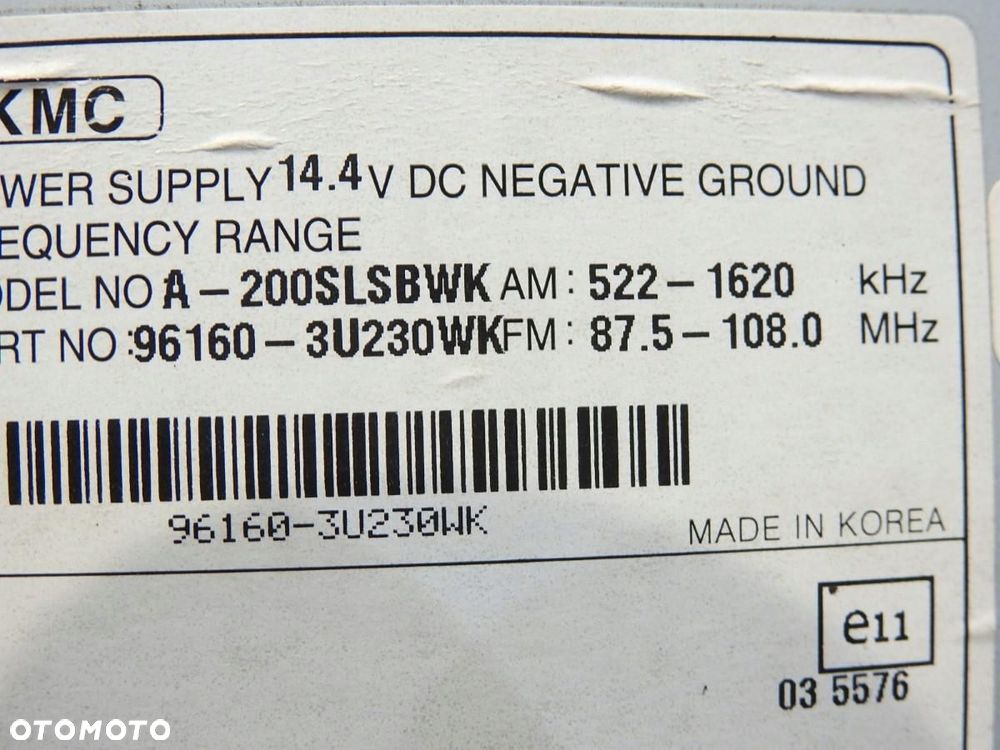 KMC
WER SUPPLY 14.4 V DC NEGATIVE GROUND
EQUENCY RANGE
DEL NO A-200SLSBWK AM: 522-1620 kHz
RT NO:96160-3U230WK FM: 87.5-108.0 MHz
96160-3U230WK
MADE IN KOREA
e11
03 5576
OTOMOTO